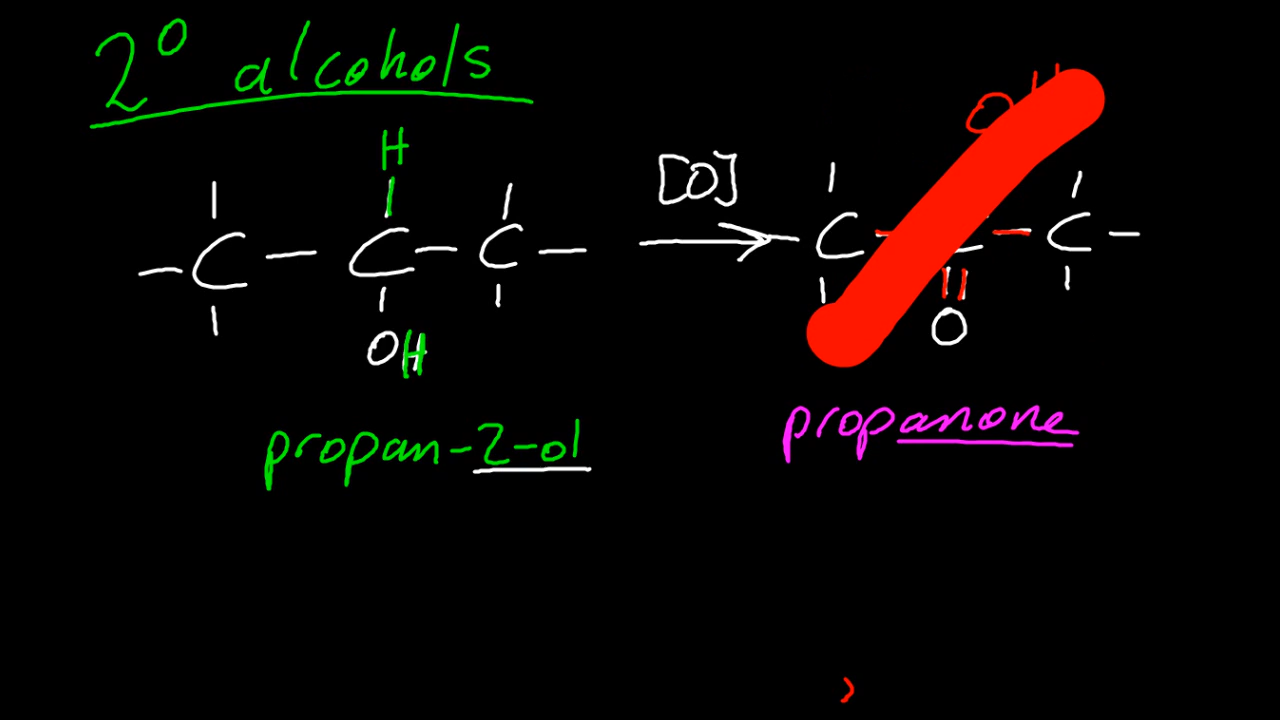 2° alcohols
H
[O]
O
C - C - C -
C C - C -
OH
O
propan-2-ol
propanone